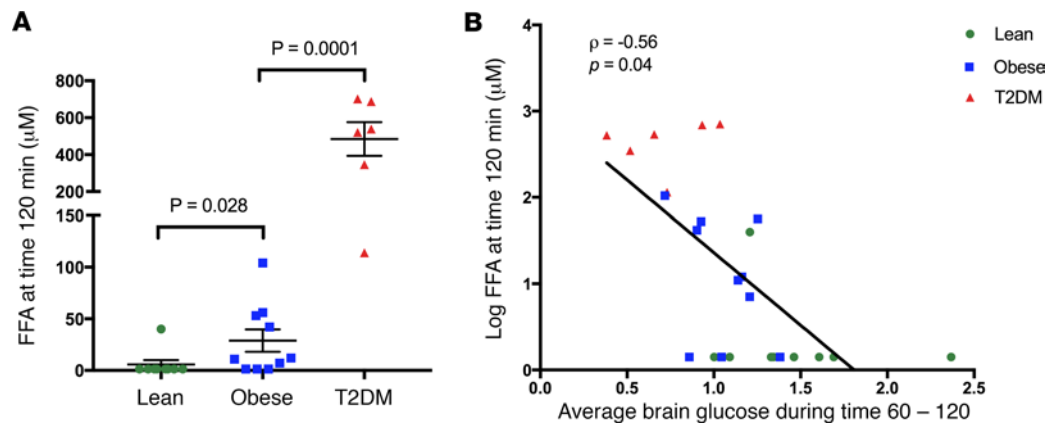 A
P = 0.0001
P = 0.028
FFA at time 120 min (µM)
800
600
400
200
150
100
50
0
Lean
Obese
T2DM
B
ρ = -0.56
p = 0.04
Log FFA at time 120 min (µM)
4
3
2
1
0
0.0
0.5
1.0
1.5
2.0
2.5
Average brain glucose during time 60 – 120
Lean
Obese
T2DM